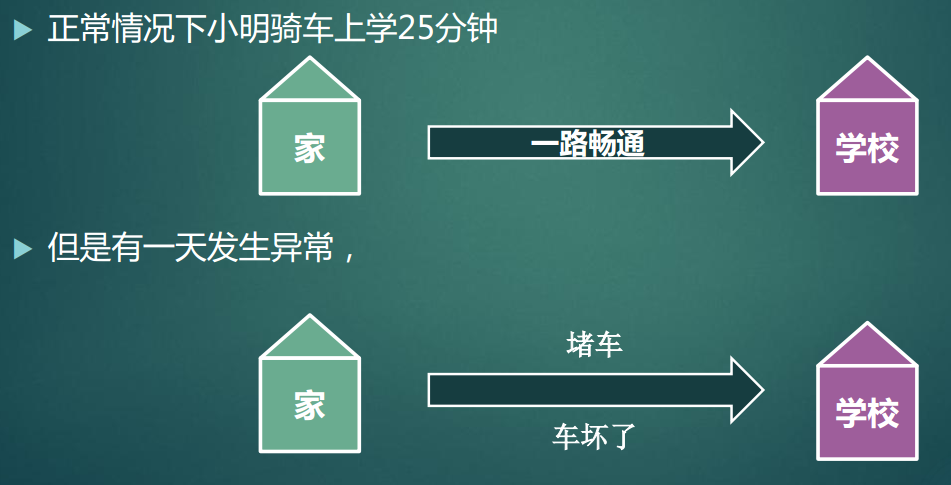 正常情况下小明骑车上学25分钟
家
一路畅通
学校
但是有一天发生异常，
堵车
家
学校
车坏了